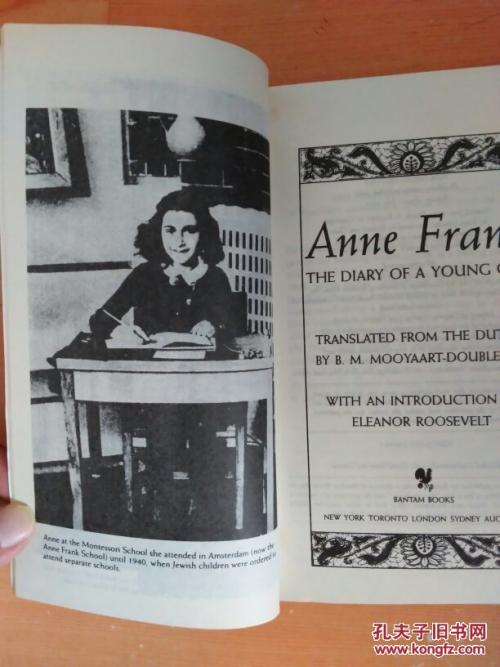 Anne at the Montessori School she attended in Amsterdam (now the
Anne Frank School) until 1940, when Jewish children were ordered to
attend separate schools.
Anne Fran
THE DIARY OF A YOUNG
TRANSLATED FROM THE DUT
BY B. M. MOOYAART-DOUBLE
WITH AN INTRODUCTION
ELEANOR ROOSEVELT
BANTAM BOOKS
NEW YORK TORONTO LONDON SYDNEY AUC
孔夫子旧书网
www.kongfz.com